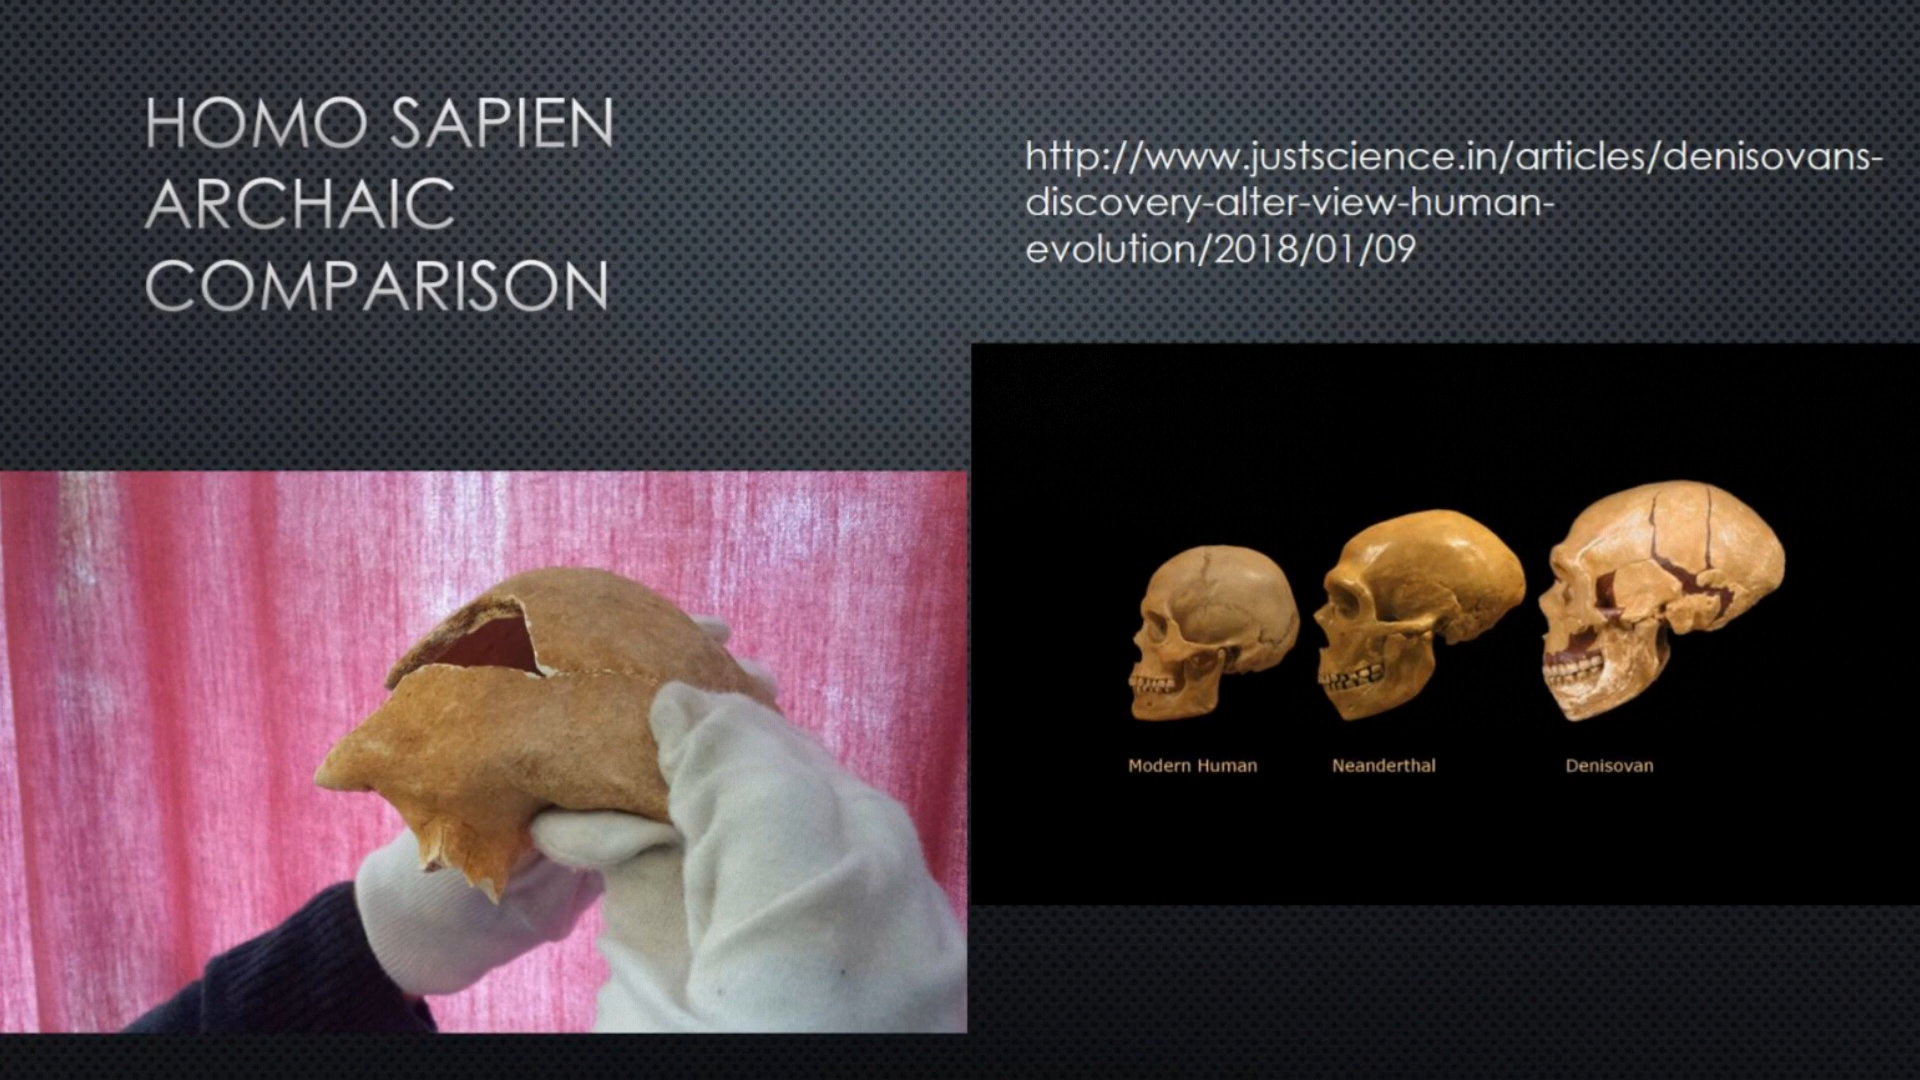 HOMO SAPIEN
ARCHAIC
COMPARISON
http://www.justscience.in/articles/denisovans-
discovery-alter-view-human-
evolution/2018/01/09
Modern Human
Neanderthal
Denisovan